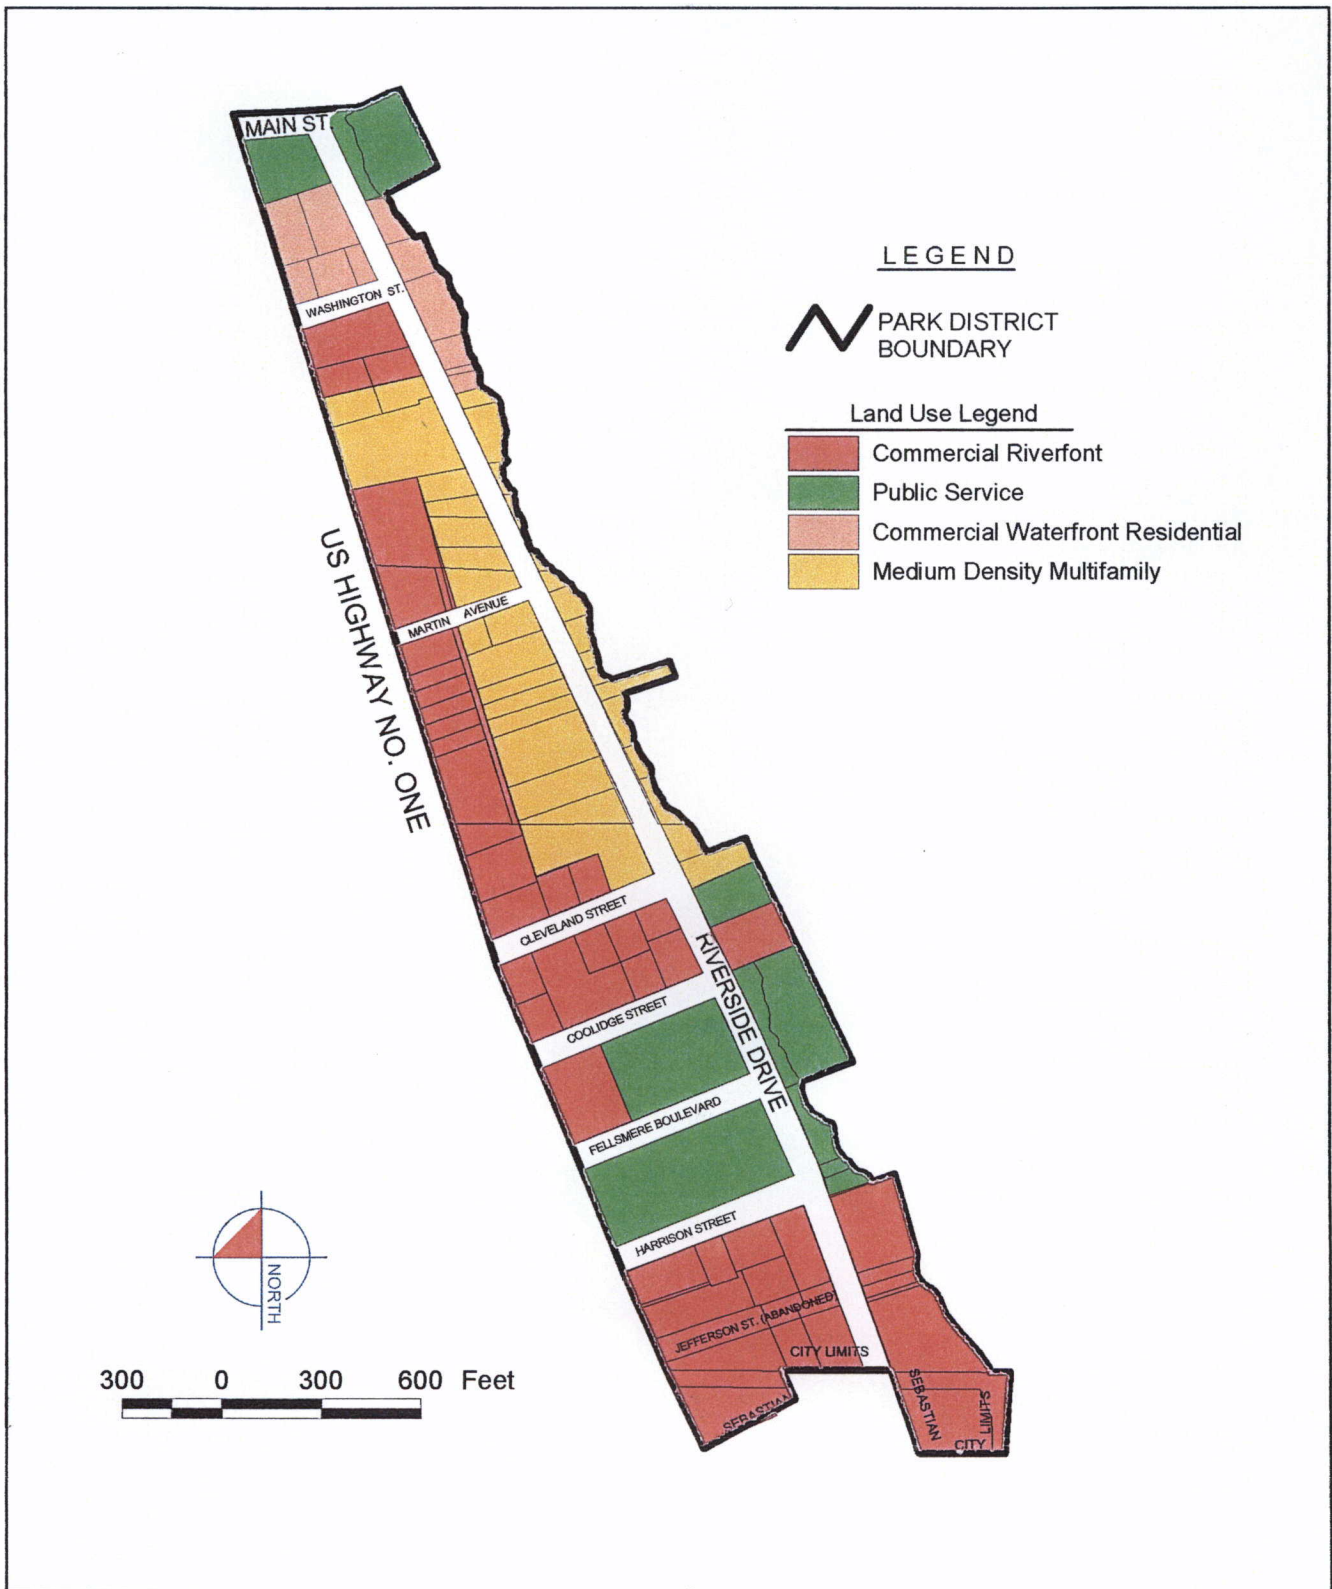 MAIN ST.
LEGEND
PARK DISTRICT
BOUNDARY
WASHINGTON ST.
Land Use Legend
Commercial Riverfont
Public Service
Commercial Waterfront Residential
Medium Density Multifamily
US HIGHWAY NO. ONE
MARTIN AVENUE
CLEVELAND STREET
RIVERSIDE DRIVE
COOLIDGE STREET
FELLSMERE BOULEVARD
HARRISON STREET
NORTH
JEFFERSON ST. (ABANDONED)
CITY LIMITS
300 0 300 600 Feet
SEBASTIAN
SEBASTIAN
CITY LIMITS